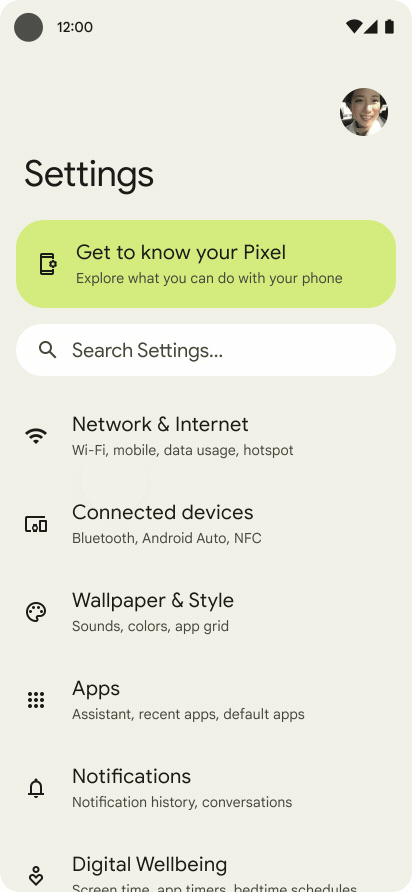 12:00
Settings
Get to know your Pixel
Explore what you can do with your phone
Search Settings...
Network & Internet
Wi-Fi, mobile, data usage, hotspot
Connected devices
Bluetooth, Android Auto, NFC
Wallpaper & Style
Sounds, colors, app grid
Apps
Assistant, recent apps, default apps
Notifications
Notification history, conversations
Digital Wellbeing
Screen time, app timers, bedtime schedules